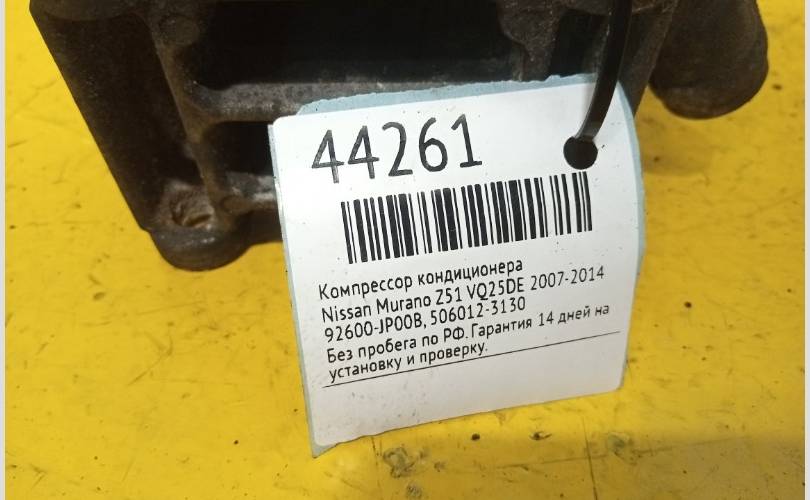 44261
Компрессор кондиционера
Nissan Murano Z51 VQ25DE 2007-2014
92600-JP00B, 506012-3130
Без пробега по РФ. Гарантия 14 дней на
установку и проверку.